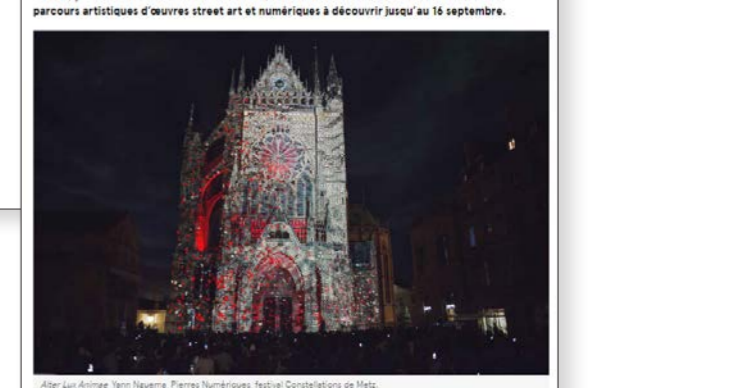 parcours artistiques d'œuvres street art et numériques à découvrir jusqu'au 16 septembre.
Alter Lux Animae, Yann Nguema, Pierres Numériques, festival Constellations de Metz.